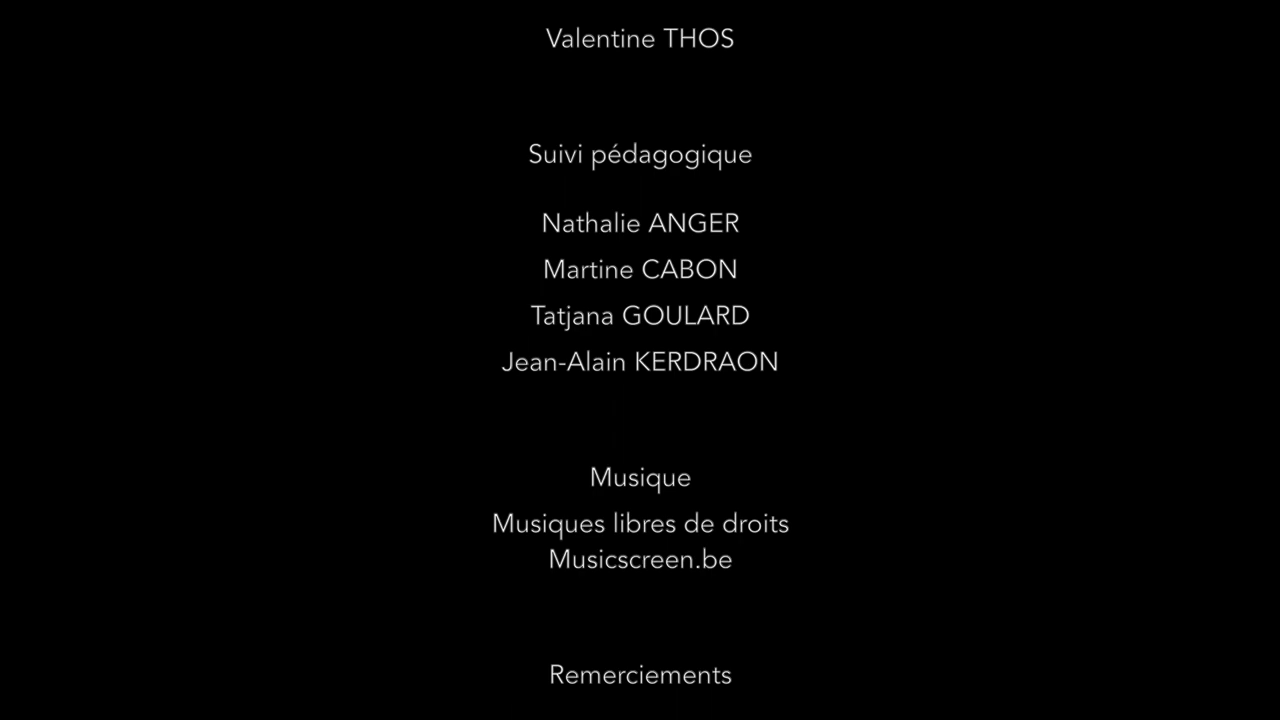 Valentine THOS
Suivi pédagogique
Nathalie ANGER
Martine CABON
Tatjana GOULARD
Jean-Alain KERDRAON
Musique
Musiques libres de droits
Musicscreen.be
Remerciements